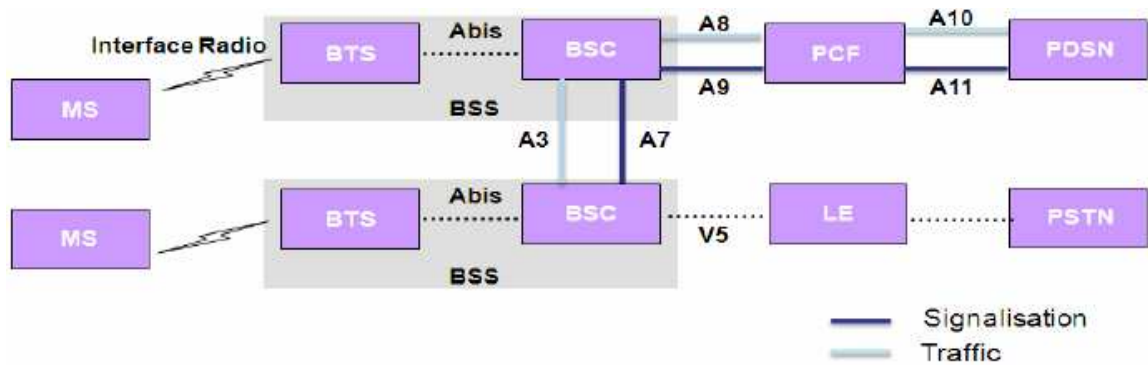 Interface Radio
MS
BTS
Abis
BSC
BSS
A8
A9
PCF
A10
A11
PDSN
A3
A7
MS
BTS
Abis
BSC
BSS
V5
LE
PSTN
Signalisation
Traffic